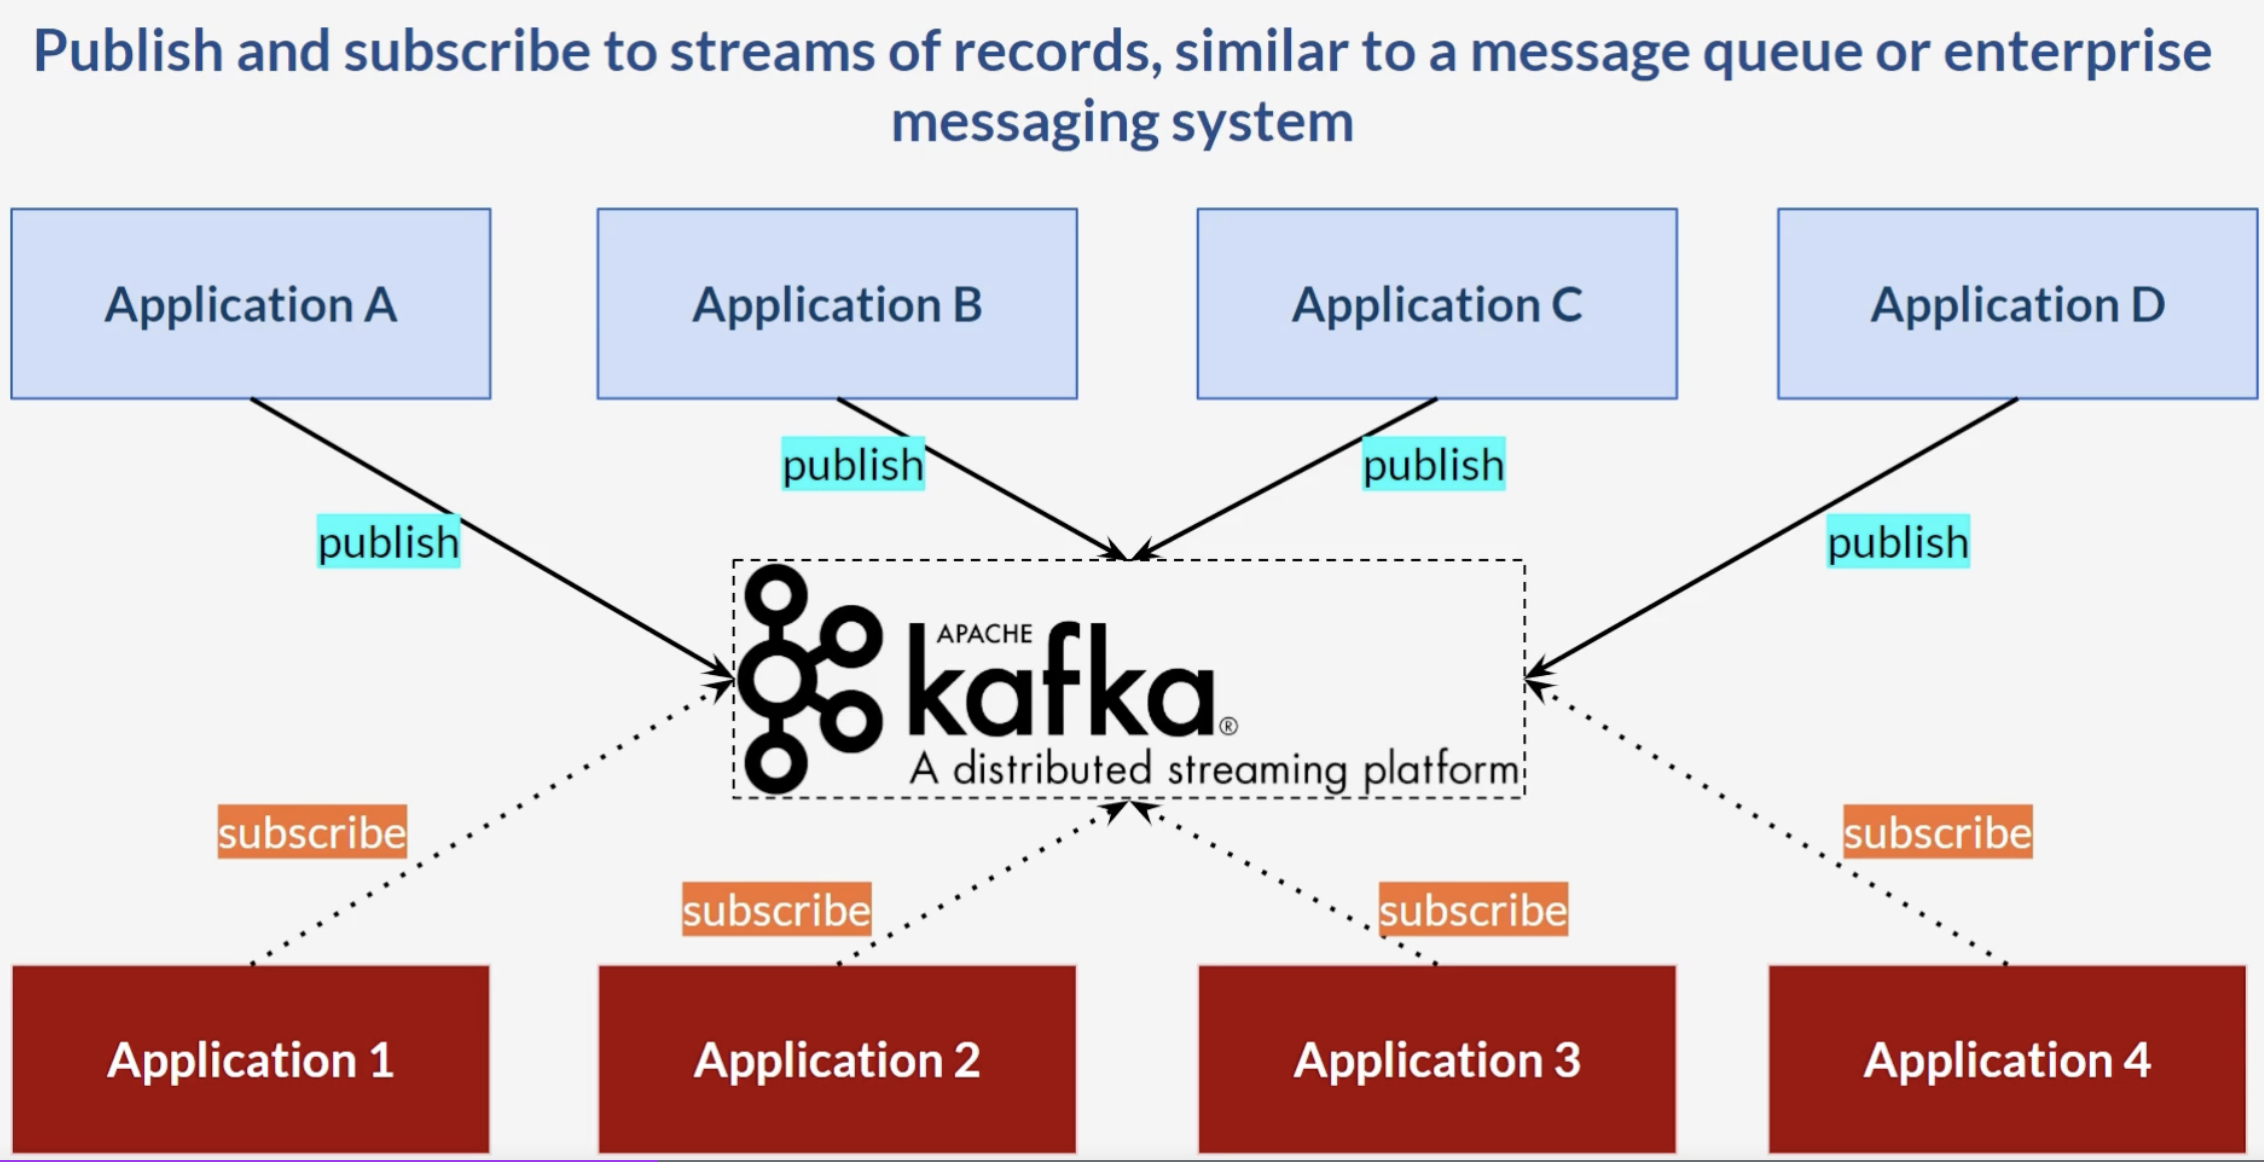 Publish and subscribe to streams of records, similar to a message queue or enterprise
messaging system
Application A
Application B
Application C
Application D
publish
publish
publish
publish
APACHE
kafka®
A distributed streaming platform
subscribe
subscribe
subscribe
subscribe
Application 1
Application 2
Application 3
Application 4